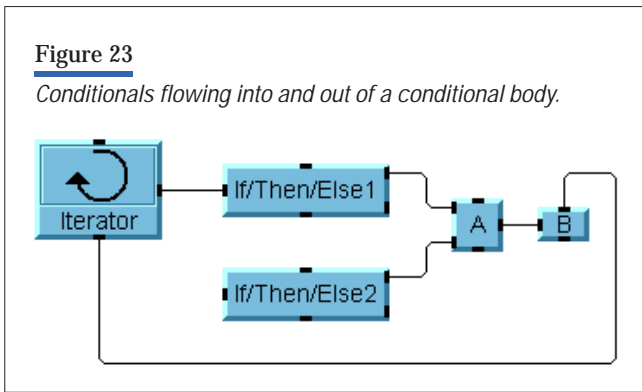 Figure 23
Conditionals flowing into and out of a conditional body.
Iterator
If/Then/Else1
A
B
If/Then/Else2